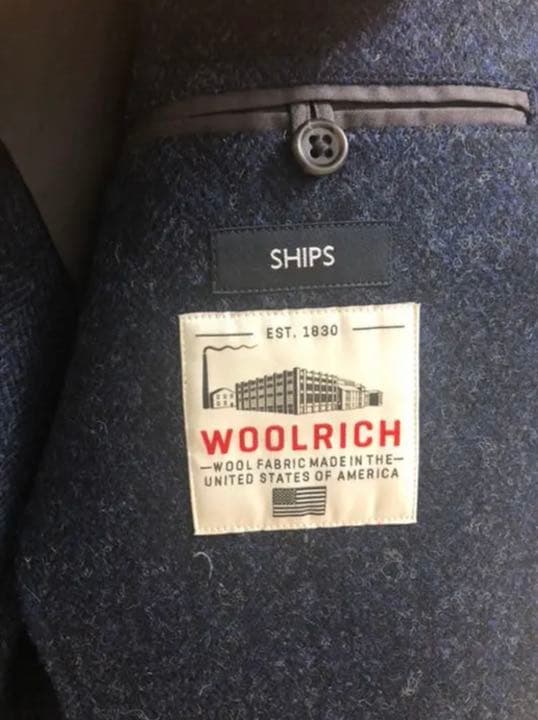 SHIPS
EST. 1830
WOOLRICH
—WOOL FABRIC MADE IN THE—
UNITED STATES OF AMERICA